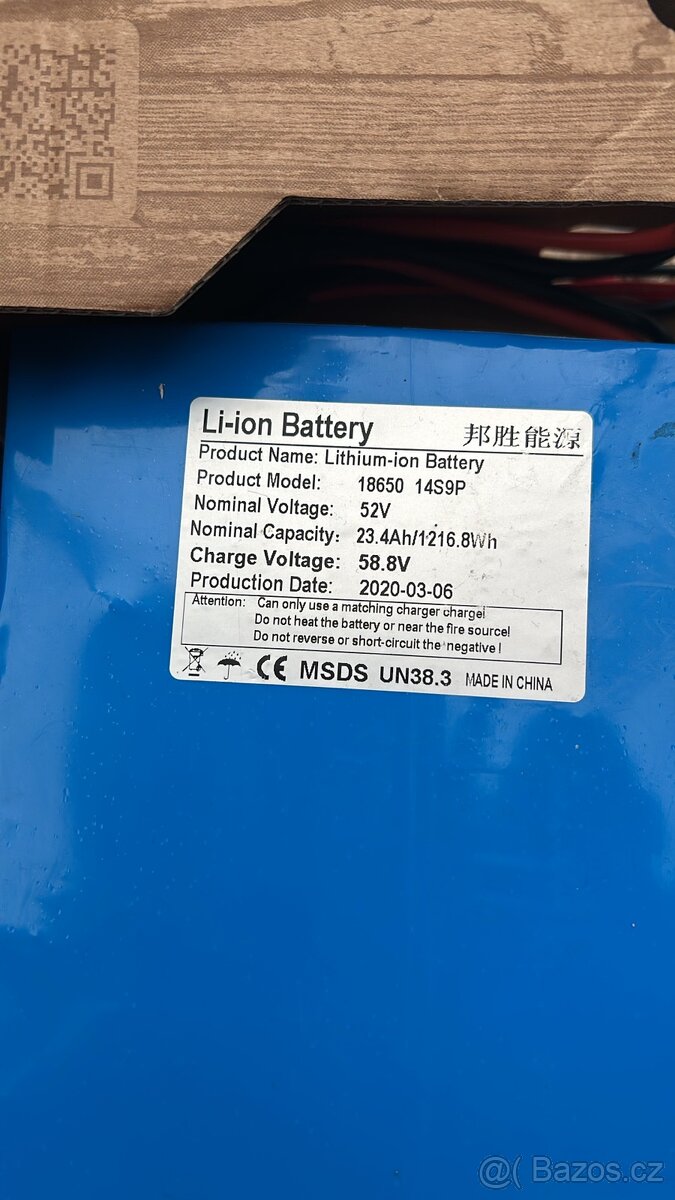 Li-ion Battery 邦胜能源
Product Name: Lithium-ion Battery
Product Model: 18650 14S9P
Nominal Voltage: 52V
Nominal Capacity: 23.4Ah/1216.8Wh
Charge Voltage: 58.8V
Production Date: 2020-03-06
Attention: Can only use a matching charger charge!
Do not heat the battery or near the fire source!
Do not reverse or short-circuit the negative !
CE MSDS UN38.3 MADE IN CHINA
@( Bazos.cz